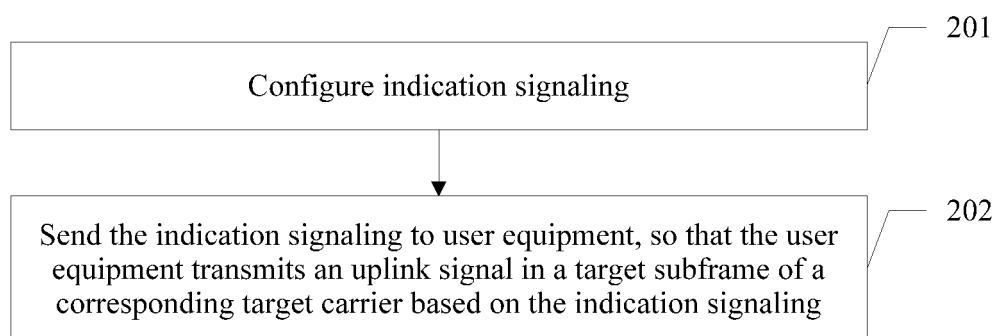 201
Configure indication signaling
202
Send the indication signaling to user equipment, so that the user
equipment transmits an uplink signal in a target subframe of a
corresponding target carrier based on the indication signaling